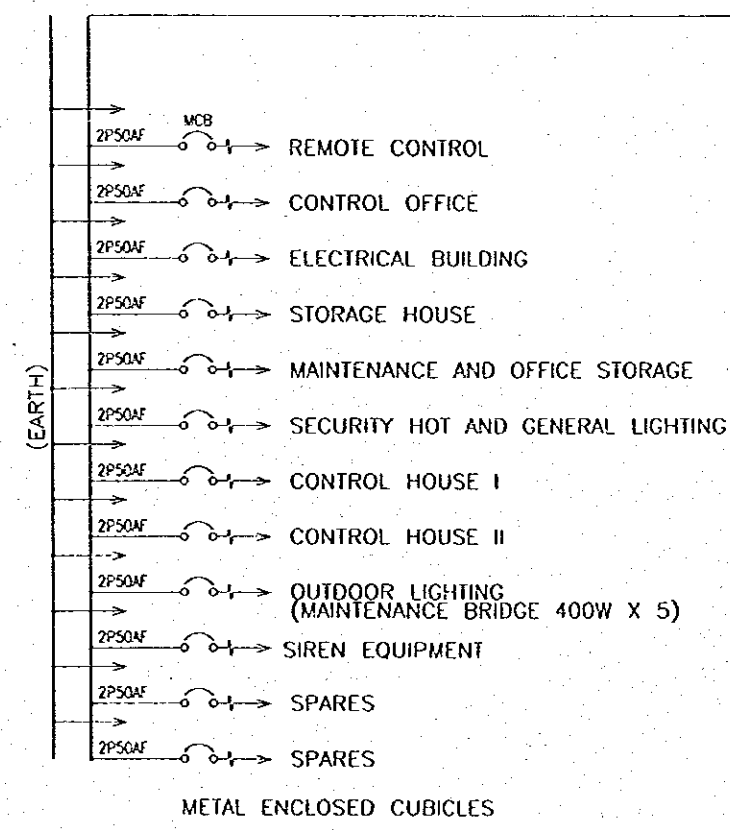 MCB
2P50AF REMOTE CONTROL
2P50AF CONTROL OFFICE
2P50AF ELECTRICAL BUILDING
2P50AF STORAGE HOUSE
2P50AF MAINTENANCE AND OFFICE STORAGE
2P50AF SECURITY HOT AND GENERAL LIGHTING
(EARTH)
2P50AF CONTROL HOUSE I
2P50AF CONTROL HOUSE II
2P50AF OUTDOOR LIGHTING
(MAINTENANCE BRIDGE 400W X 5)
2P50AF SIREN EQUIPMENT
2P50AF SPARES
2P50AF SPARES
METAL ENCLOSED CUBICLES